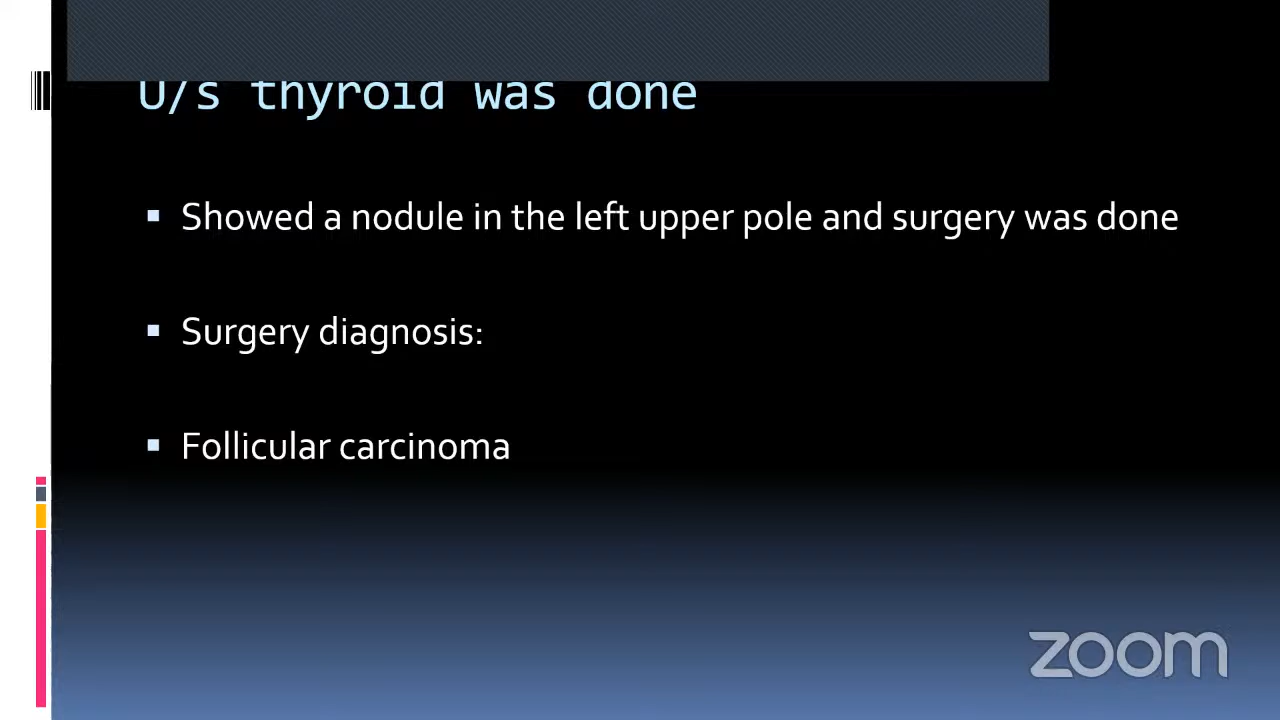 U/s thyroid was done
Showed a nodule in the left upper pole and surgery was done
Surgery diagnosis:
Follicular carcinoma
zoom